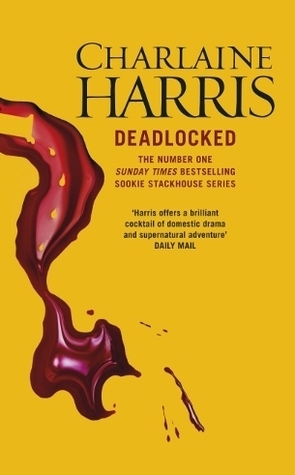 CHARLAINE
HARRIS
DEADLOCKED
THE NUMBER ONE
SUNDAY TIMES BESTSELLING
SOOKIE STACKHOUSE SERIES
‘Harris offers a brilliant
cocktail of domestic drama
and supernatural adventure’
DAILY MAIL